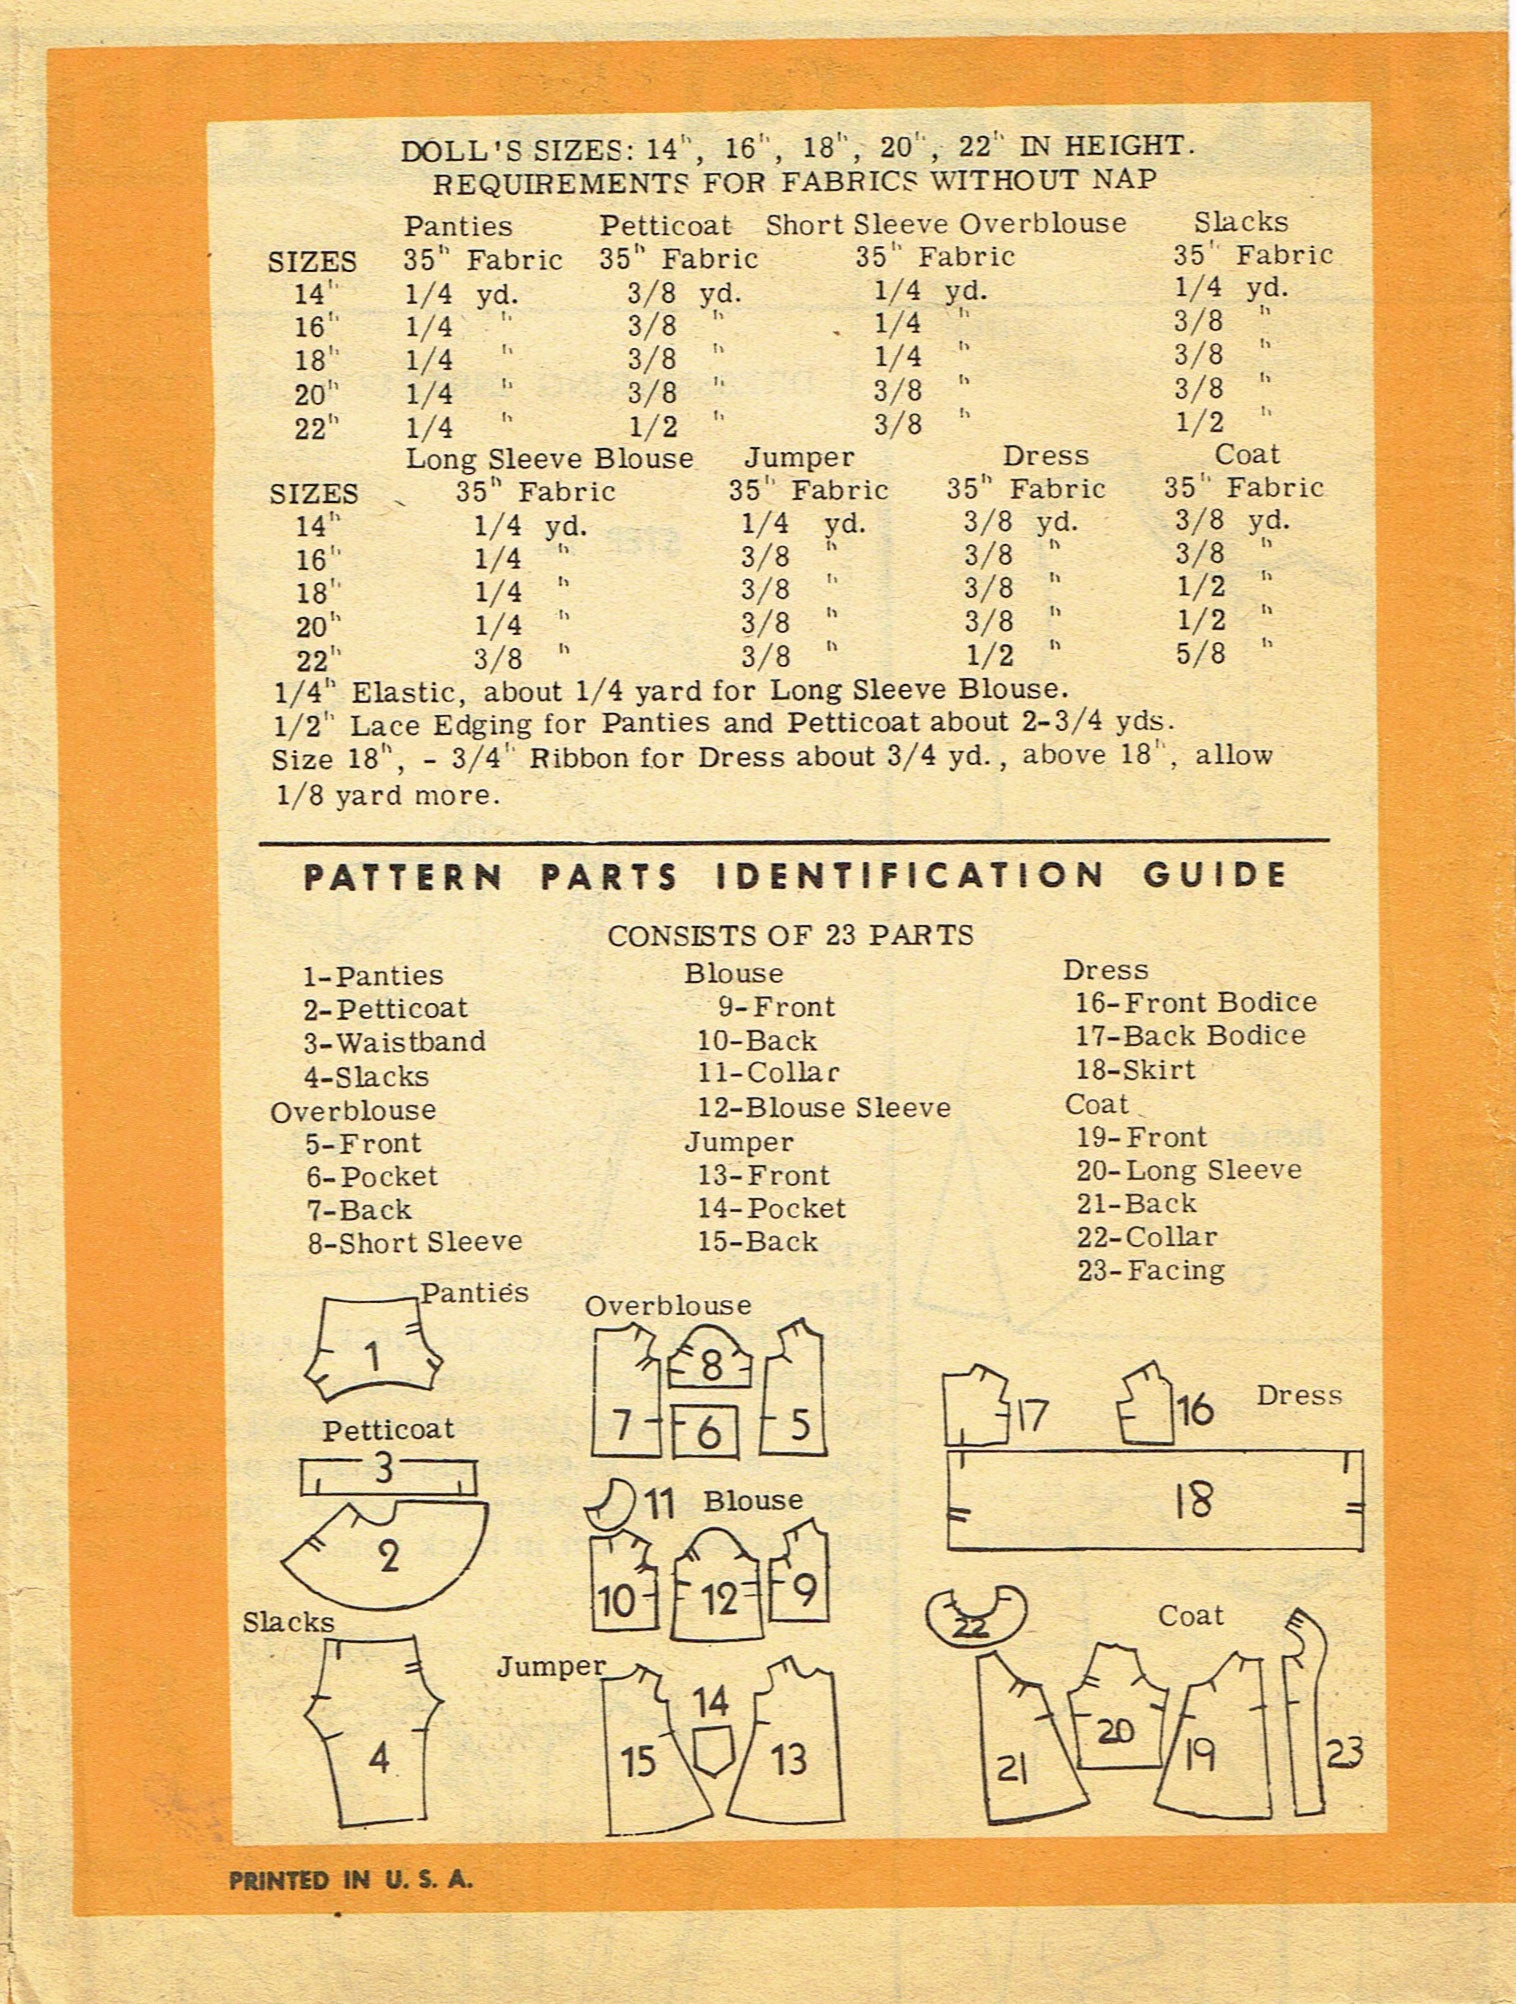 DOLL'S SIZES: 14", 16", 18", 20", 22" IN HEIGHT.
REQUIREMENTS FOR FABRICS WITHOUT NAP
Panties Petticoat Short Sleeve Overblouse Slacks
SIZES 35" Fabric 35" Fabric 35" Fabric 35" Fabric
14" 1/4 yd. 3/8 yd. 1/4 yd. 1/4 yd.
16" 1/4 " 3/8 " 1/4 " 3/8 "
18" 1/4 " 3/8 " 1/4 " 3/8 "
20" 1/4 " 3/8 " 3/8 " 3/8 "
22" 1/4 " 1/2 " 3/8 " 1/2 "
Long Sleeve Blouse Jumper Dress Coat
SIZES 35" Fabric 35" Fabric 35" Fabric 35" Fabric
14" 1/4 yd. 1/4 yd. 3/8 yd. 3/8 yd.
16" 1/4 " 3/8 " 3/8 " 3/8 "
18" 1/4 " 3/8 " 3/8 " 1/2 "
20" 1/4 " 3/8 " 3/8 " 1/2 "
22" 3/8 " 3/8 " 1/2 " 5/8 "
1/4" Elastic, about 1/4 yard for Long Sleeve Blouse.
1/2" Lace Edging for Panties and Petticoat about 2-3/4 yds.
Size 18", - 3/4" Ribbon for Dress about 3/4 yd., above 18", allow
1/8 yard more.
PATTERN PARTS IDENTIFICATION GUIDE
CONSISTS OF 23 PARTS
1-Panties
2-Petticoat
3-Waistband
4-Slacks
Overblouse
5-Front
6-Pocket
7-Back
8-Short Sleeve
Blouse
9-Front
10-Back
11-Collar
12-Blouse Sleeve
Jumper
13-Front
14-Pocket
15-Back
Dress
16-Front Bodice
17-Back Bodice
18-Skirt
Coat
19-Front
20-Long Sleeve
21-Back
22-Collar
23-Facing
Panties
1
Petticoat
3
2
Slacks
4
Overblouse
7 8 6 5
11 Blouse
10 12 9
Jumper
15 14 13
17 16 Dress
18
22 Coat
21 20 19 23
PRINTED IN U. S. A.